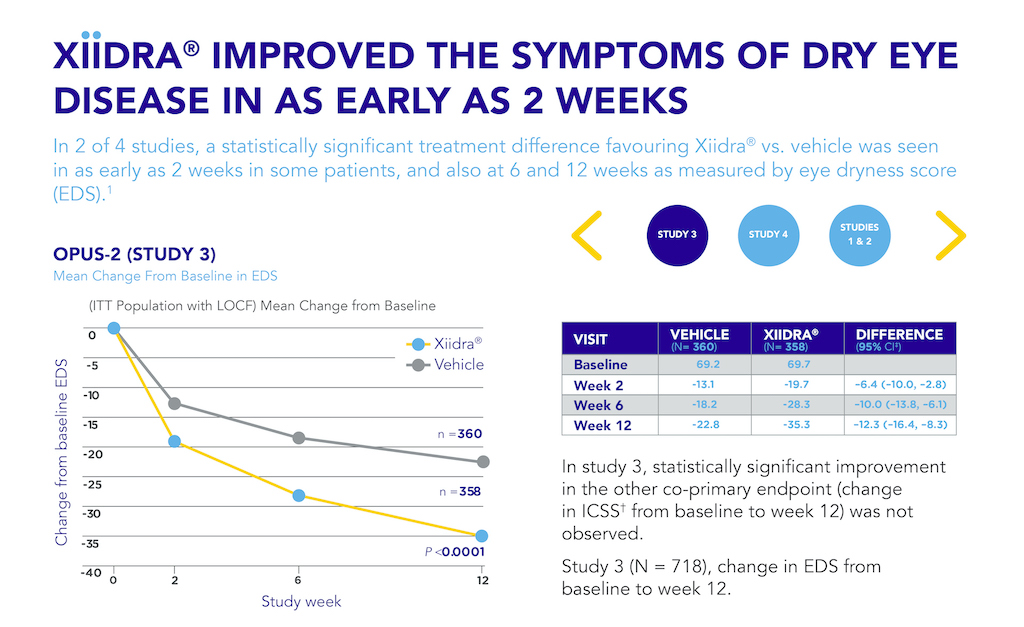 XÏÏDRA® IMPROVED THE SYMPTOMS OF DRY EYE
DISEASE IN AS EARLY AS 2 WEEKS
In 2 of 4 studies, a statistically significant treatment difference favouring Xiidra® vs. vehicle was seen
in as early as 2 weeks in some patients, and also at 6 and 12 weeks as measured by eye dryness score
(EDS).¹
STUDY 3
STUDY 4
STUDIES
1 & 2
OPUS-2 (STUDY 3)
Mean Change From Baseline in EDS
(ITT Population with LOCF) Mean Change from Baseline
Change from baseline EDS
0
-5
-10
-15
-20
-25
-30
-35
-40
Xiidra®
Vehicle
n = 360
n = 358
P <0.0001
0 2 6 12
Study week
VISIT VEHICLE (N= 360) XIIDRA® (N= 358) DIFFERENCE (95% CI‡)
Baseline 69.2 69.7
Week 2 -13.1 -19.7 −6.4 (−10.0, −2.8)
Week 6 -18.2 -28.3 −10.0 (−13.8, −6.1)
Week 12 -22.8 -35.3 −12.3 (−16.4, −8.3)
In study 3, statistically significant improvement
in the other co-primary endpoint (change
in ICSS† from baseline to week 12) was not
observed.
Study 3 (N = 718), change in EDS from
baseline to week 12.